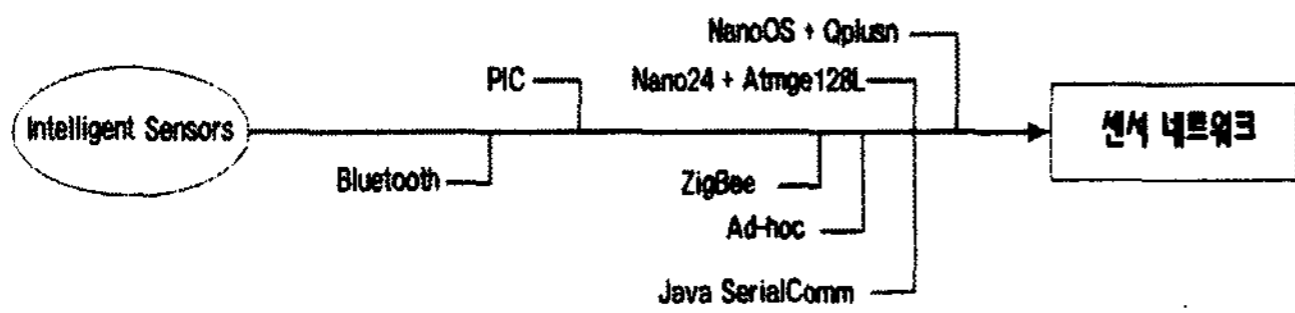 NanoOS + Qplusn
PIC
Nano24 + Atmge128L
Intelligent Sensors
센서 네트워크
Bluetooth
ZigBee
Ad-hoc
Java SerialComm